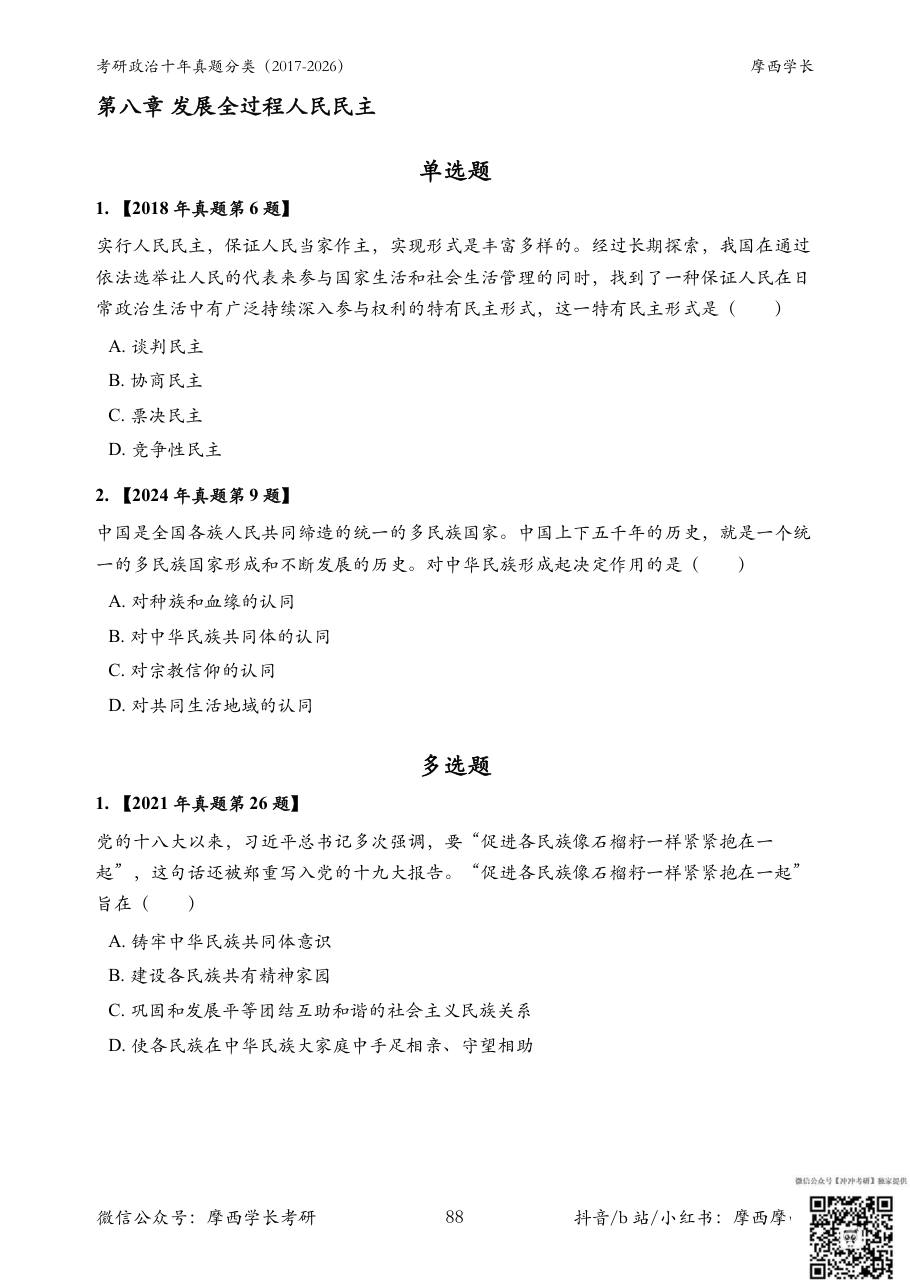 考研政治十年真题分类（2017-2026） 摩西学长
第八章 发展全过程人民民主
单选题
1. 【2018 年真题第 6 题】
实行人民民主，保证人民当家作主，实现形式是丰富多样的。经过长期探索，我国在通过
依法选举让人民的代表来参与国家生活和社会生活管理的同时，找到了一种保证人民在日
常政治生活中有广泛持续深入参与权利的特有民主形式，这一特有民主形式是（　　）
A. 谈判民主
B. 协商民主
C. 票决民主
D. 竞争性民主
2. 【2024 年真题第 9 题】
中国是全国各族人民共同缔造的统一的多民族国家。中国上下五千年的历史，就是一个统
一的多民族国家形成和不断发展的历史。对中华民族形成起决定作用的是（　　）
A. 对种族和血缘的认同
B. 对中华民族共同体的认同
C. 对宗教信仰的认同
D. 对共同生活地域的认同
多选题
1. 【2021 年真题第 26 题】
党的十八大以来，习近平总书记多次强调，要“促进各民族像石榴籽一样紧紧抱在一
起”，这句话还被郑重写入党的十九大报告。“促进各民族像石榴籽一样紧紧抱在一起”
旨在（　　）
A. 铸牢中华民族共同体意识
B. 建设各民族共有精神家园
C. 巩固和发展平等团结互助和谐的社会主义民族关系
D. 使各民族在中华民族大家庭中手足相亲、守望相助
微信公众号【冲冲考研】独家提供
微信公众号：摩西学长考研 88 抖音/b 站/小红书：摩西摩